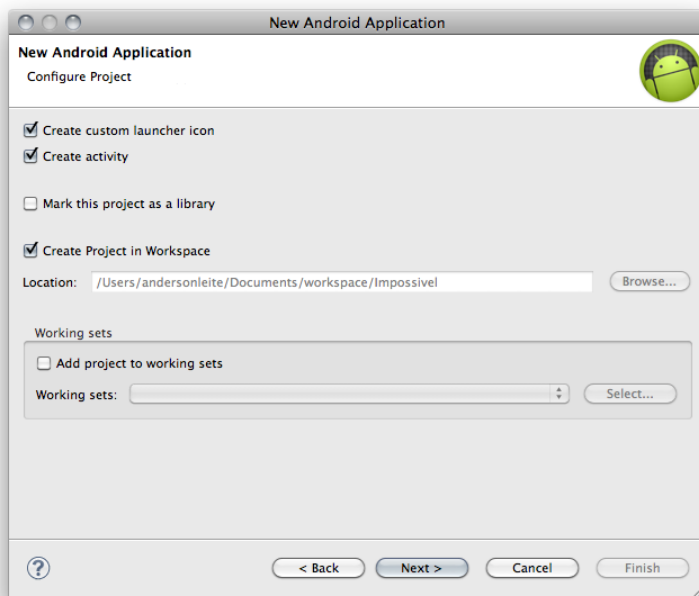 New Android Application
New Android Application
Configure Project
Create custom launcher icon
Create activity
Mark this project as a library
Create Project in Workspace
Location: /Users/andersonleite/Documents/workspace/Impossivel Browse...
Working sets
Add project to working sets
Working sets: Select...
? < Back Next > Cancel Finish